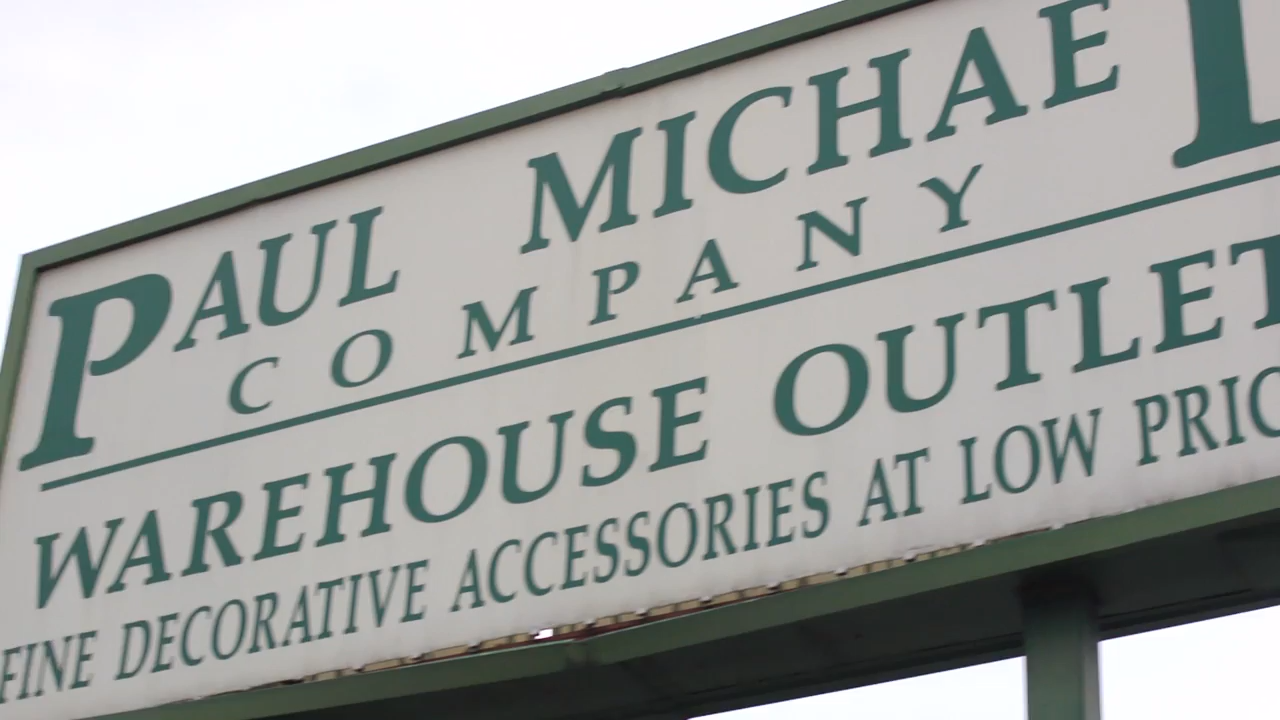 PAUL MICHAEL
COMPANY
WAREHOUSE OUTLET
FINE DECORATIVE ACCESSORIES AT LOW PRIC